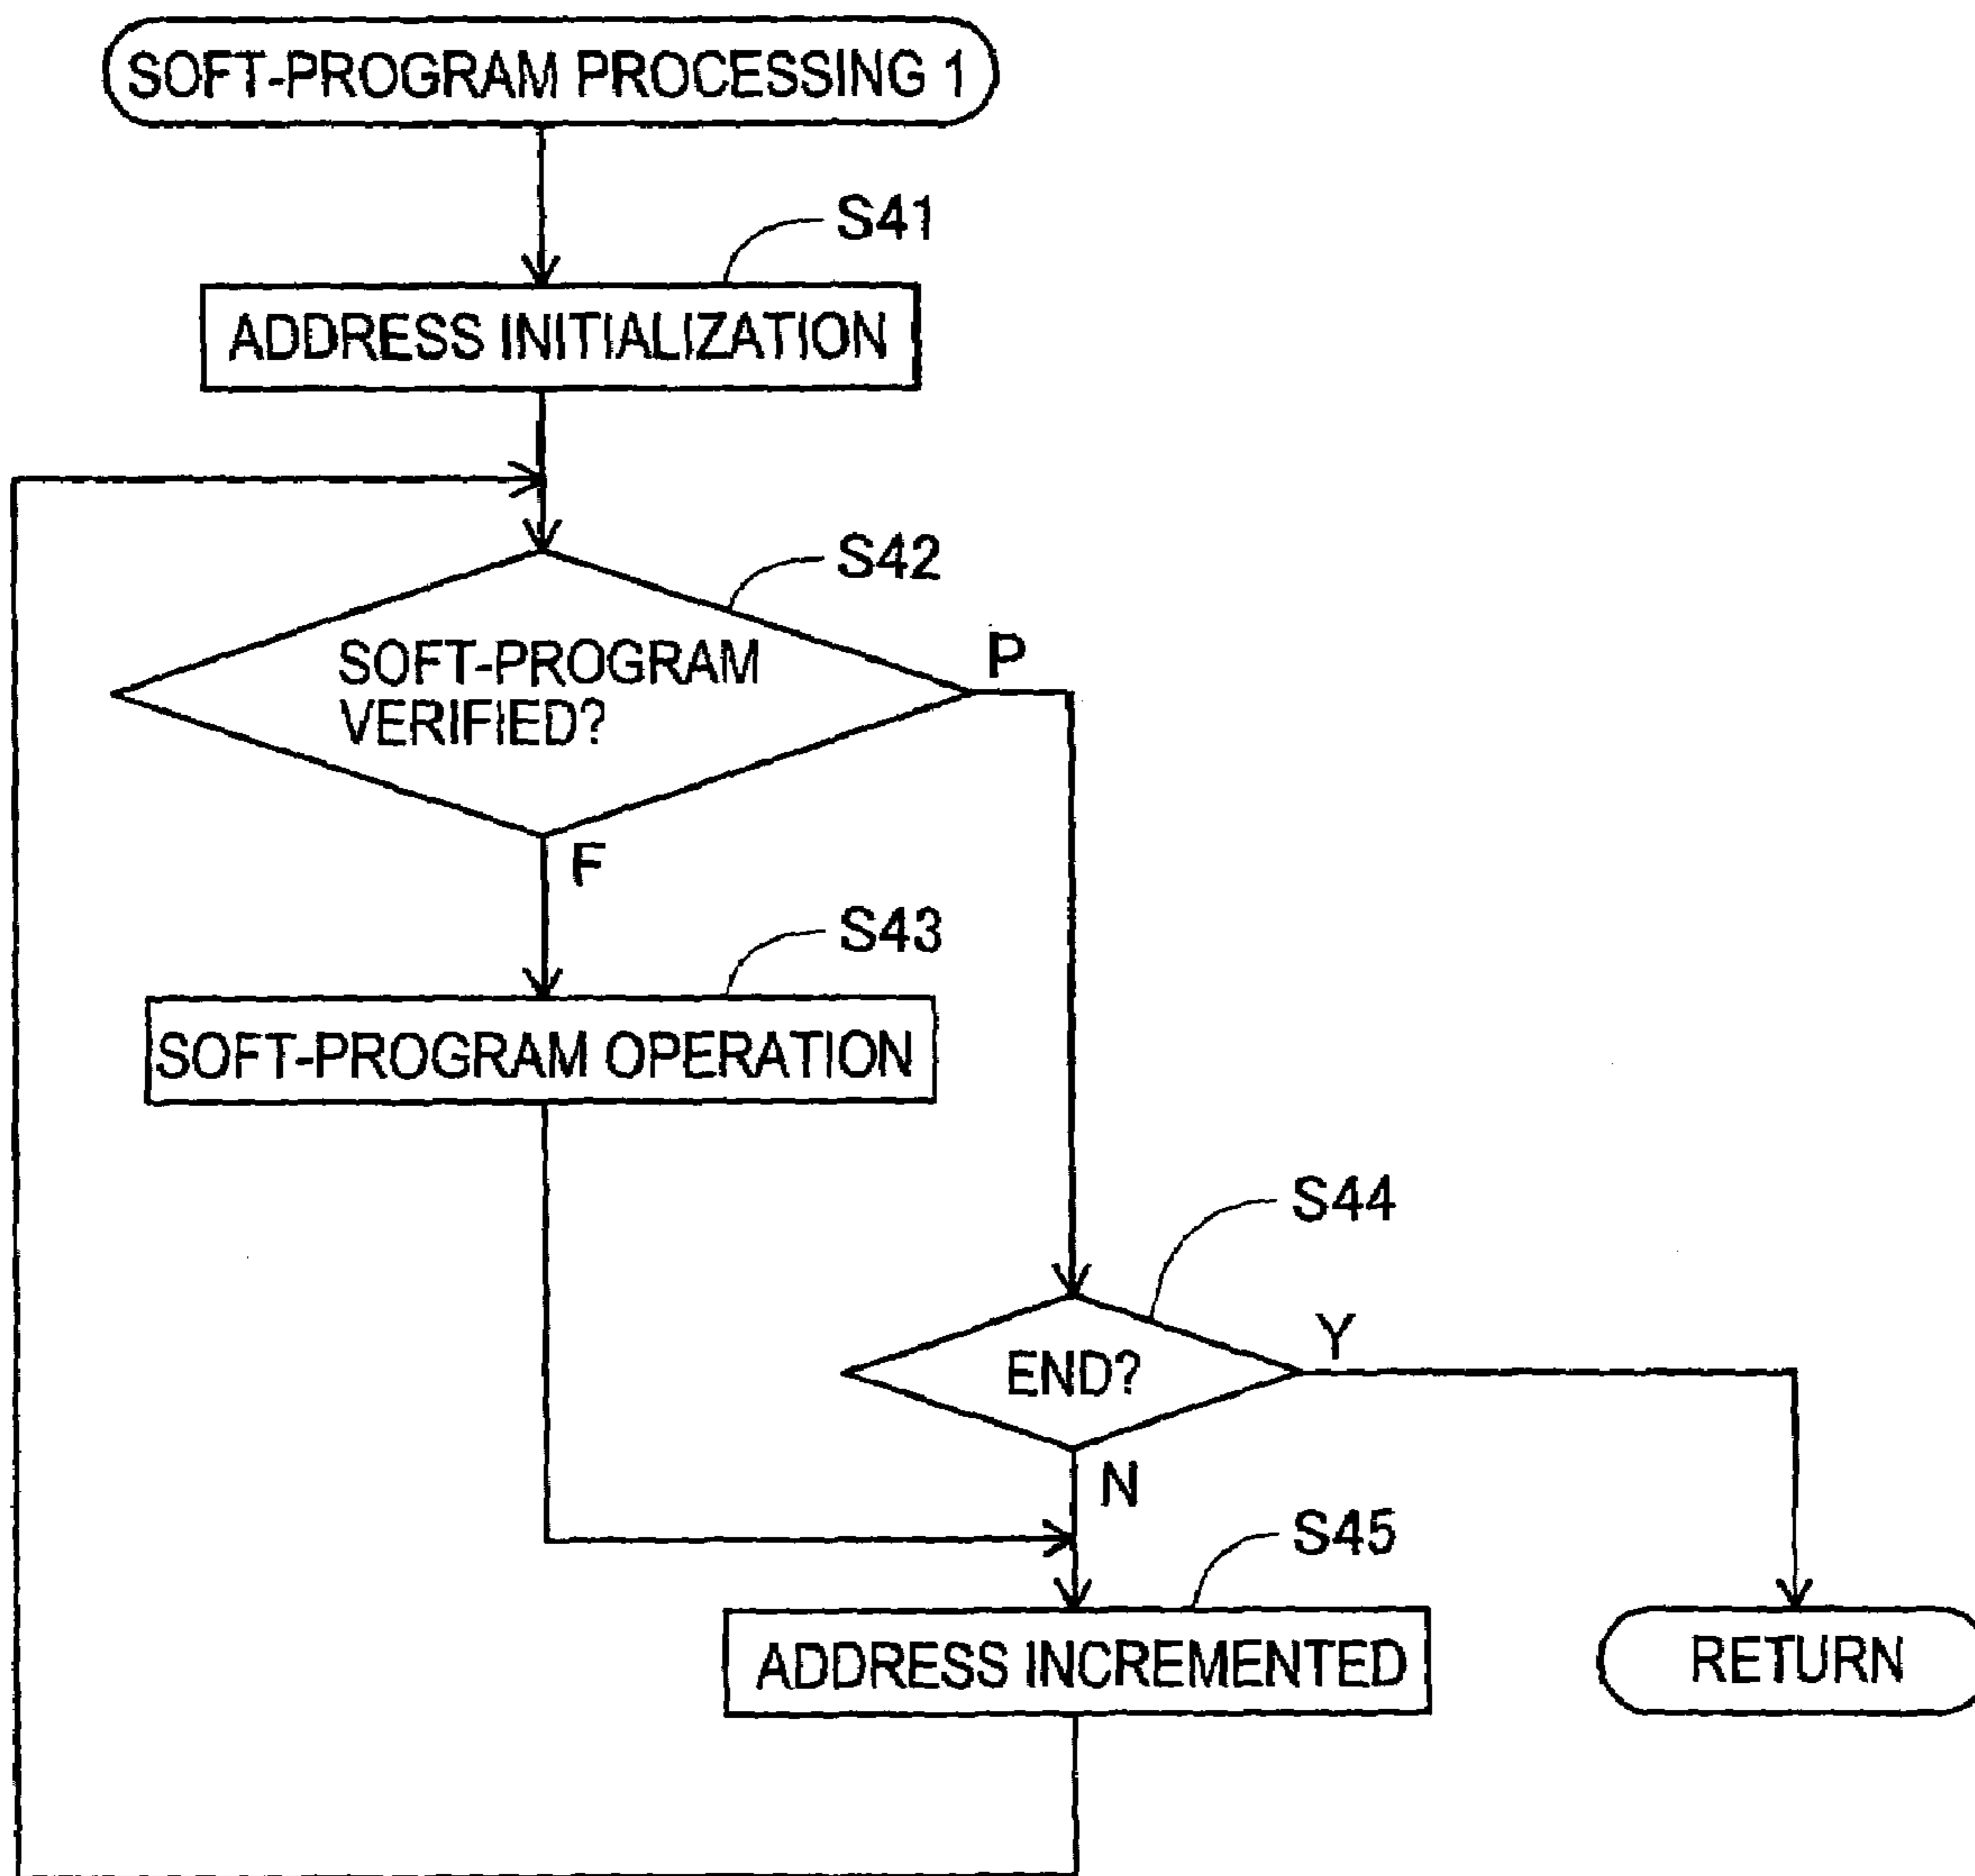 SOFT-PROGRAM PROCESSING 1
S41
ADDRESS INITIALIZATION
S42
SOFT-PROGRAM
VERIFIED?
P
F
S43
SOFT-PROGRAM OPERATION
S44
END?
Y
N
S45
ADDRESS INCREMENTED
RETURN